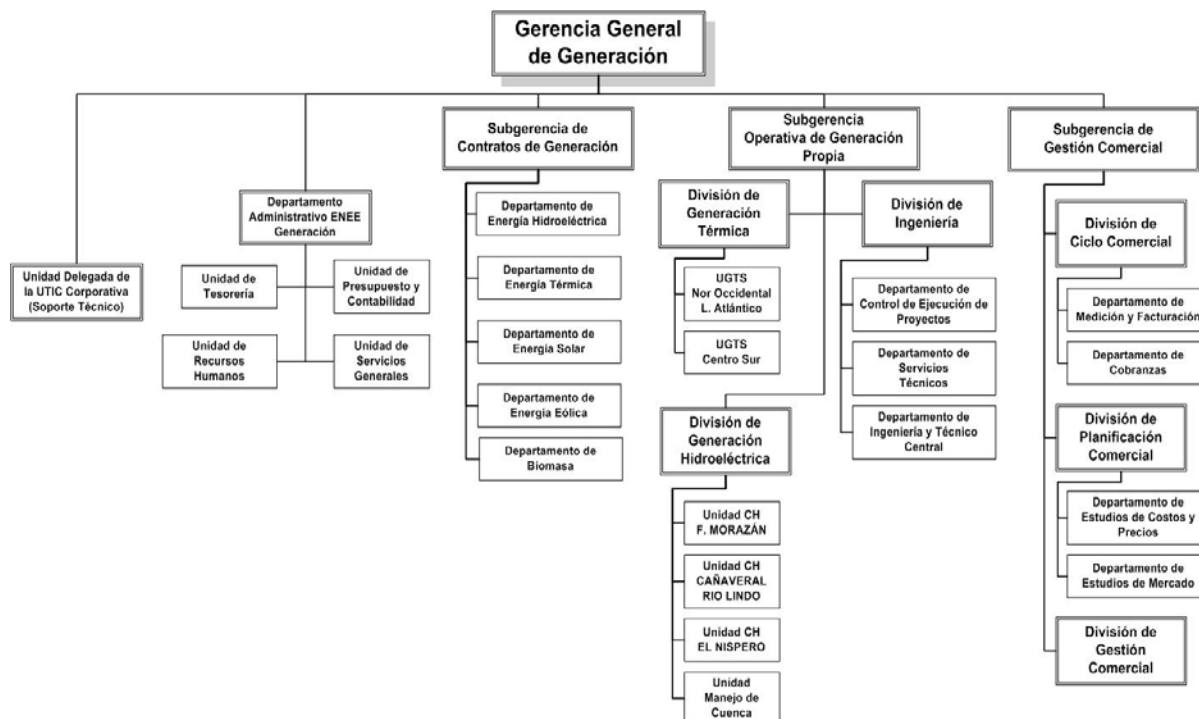 Gerencia General
de Generación
Subgerencia de
Contratos de Generación
Subgerencia
Operativa de Generación
Propia
Subgerencia de
Gestión Comercial
Departamento
Administrativo ENEE
Generación
Unidad Delegada de
la UTIC Corporativa
(Soporte Técnico)
Unidad de
Tesorería
Unidad de
Presupuesto y
Contabilidad
Unidad de
Recursos
Humanos
Unidad de
Servicios
Generales
Departamento de
Energía Hidroeléctrica
Departamento de
Energía Térmica
Departamento de
Energía Solar
Departamento de
Energía Eólica
Departamento de
Biomasa
División de
Generación
Térmica
UGTS
Nor Occidental
L. Atlántico
UGTS
Centro Sur
División de
Generación
Hidroeléctrica
Unidad CH
F. MORAZÁN
Unidad CH
CAÑAVERAL
RIO LINDO
Unidad CH
EL NISPERO
Unidad
Manejo de
Cuenca
División de
Ingeniería
Departamento de
Control de Ejecución de
Proyectos
Departamento de
Servicios
Técnicos
Departamento de
Ingeniería y Técnico
Central
División de
Ciclo Comercial
Departamento de
Medición y Facturación
Departamento de
Cobranzas
División de
Planificación
Comercial
Departamento de
Estudios de Costos y
Precios
Departamento de
Estudios de Mercado
División de
Gestión
Comercial